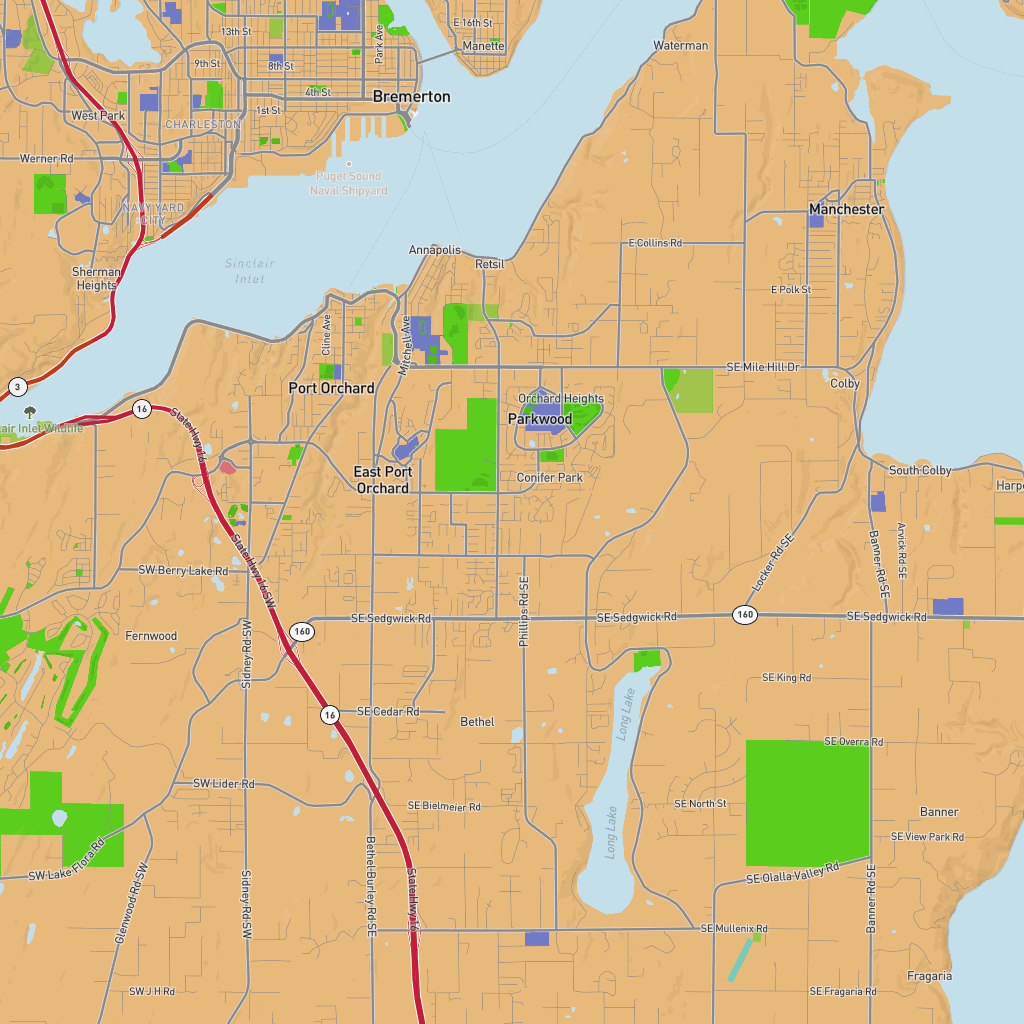 E 16th St
Waterman
13th St
Park Ave
Manette
9th St
8th St
4th St
Bremerton
1st St
West Park
CHARLESTON
Werner Rd
Puget Sound
Naval Shipyard
NAVY YARD
CITY
Manchester
E Collins Rd
Annapolis
Retsil
Sinclair
Inlet
Sherman
Heights
E Polk St
Cline Ave
Mitchell Ave
SE Mile Hill Dr
3
Port Orchard
Colby
Orchard Heights
16
Parkwood
State Hwy 16
lair Inlet Wildlife
East Port
Orchard
Conifer Park
South Colby
Harpe
Arvick Rd SE
Banner Rd SE
State Hwy 16 SW
Locker Rd SE
SW Berry Lake Rd
Phillips Rd SE
SE Sedgwick Rd
SE Sedgwick Rd
160
SE Sedgwick Rd
160
Fernwood
Sidney Rd SW
SE King Rd
Long Lake
16
SE Cedar Rd
Bethel
SE Overra Rd
SW Lider Rd
SE Bielmeier Rd
SE North St
Banner
Long Lake
SE View Park Rd
SW Lake Flora Rd
Glenwood Rd SW
Sidney Rd SW
Bethel-Burley Rd SE
State Hwy 16
SE Olalla Valley Rd
Banner Rd SE
SE Mullenix Rd
Fragaria
SW J H Rd
SE Fragaria Rd